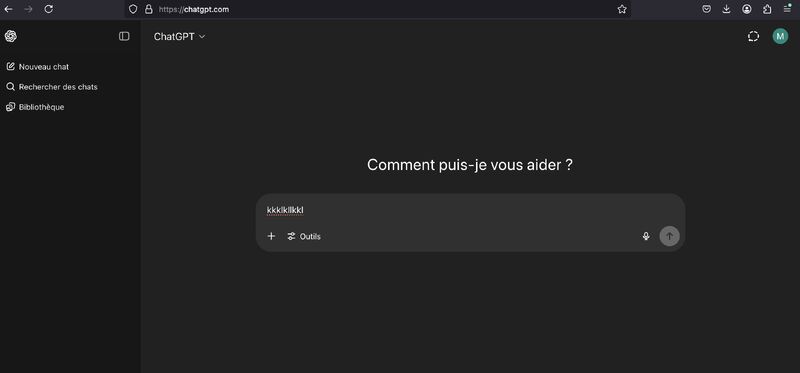 https://chatgpt.com
ChatGPT
M
Nouveau chat
Rechercher des chats
Bibliothèque
Comment puis-je vous aider ?
kkklkllkkl
Outils